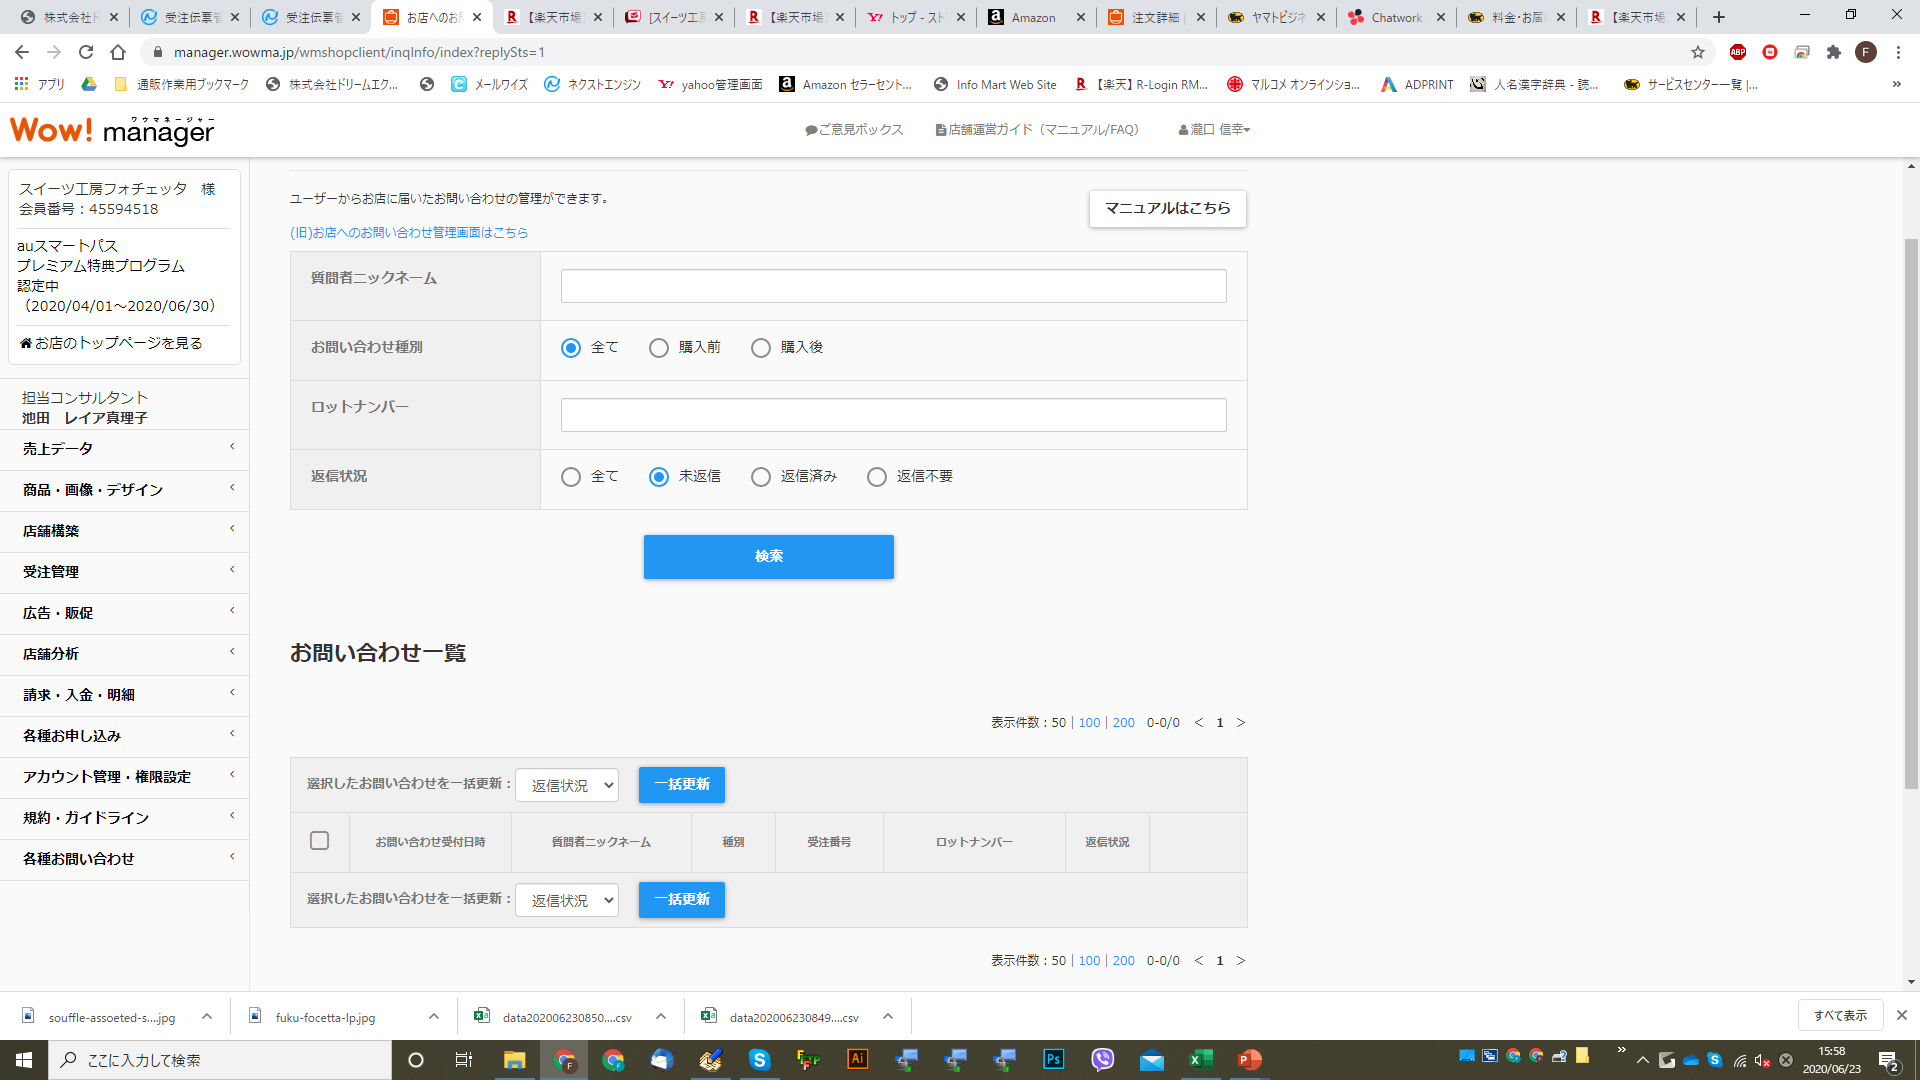 株式会社ド
受注伝票管
受注伝票管
お店へのお
【楽天市場
[スイーツ工房
【楽天市場
トップ - スト
Amazon
注文詳細
ヤマトビジネ
Chatwork
料金・お届
【楽天市場
manager.wowma.jp/wmshopclient/inqInfo/index?replySts=1
ABP
F
アプリ
通販作業用ブックマーク
株式会社ドリームエク...
メールワイズ
ネクストエンジン
yahoo管理画面
Amazon セラーセント...
Info Mart Web Site
【楽天】R-Login RM...
マルコメ オンラインショ...
ADPRINT
人名漢字辞典 - 読...
サービスセンター一覧 |...
»
Wow! manager
ワウマネージャー
ご意見ボックス
店舗運営ガイド（マニュアル/FAQ）
瀧口 信幸
スイーツ工房フォチェッタ　様
会員番号：45594518
auスマートパス
プレミアム特典プログラム
認定中
（2020/04/01～2020/06/30）
お店のトップページを見る
担当コンサルタント
池田　レイア真理子
売上データ
商品・画像・デザイン
店舗構築
受注管理
広告・販促
店舗分析
請求・入金・明細
各種お申し込み
アカウント管理・権限設定
規約・ガイドライン
各種お問い合わせ
ユーザーからお店に届いたお問い合わせの管理ができます。
マニュアルはこちら
(旧)お店へのお問い合わせ管理画面はこちら
質問者ニックネーム
お問い合わせ種別
全て
購入前
購入後
ロットナンバー
返信状況
全て
未返信
返信済み
返信不要
検索
お問い合わせ一覧
表示件数：50｜100｜200 0-0/0 < 1 >
選択したお問い合わせを一括更新：
返信状況
一括更新
お問い合わせ受付日時
質問者ニックネーム
種別
受注番号
ロットナンバー
返信状況
選択したお問い合わせを一括更新：
返信状況
一括更新
表示件数：50｜100｜200 0-0/0 < 1 >
souffle-assoeted-s....jpg
fuku-focetta-lp.jpg
data202006230850....csv
data202006230849....csv
すべて表示
ここに入力して検索
15:58
2020/06/23
2